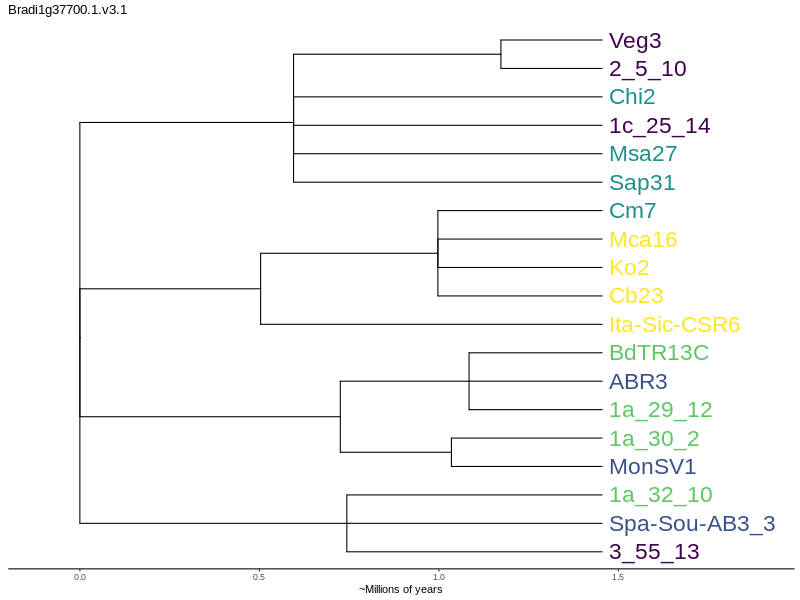 Bradi1g37700.1.v3.1
Veg3
2_5_10
Chi2
1c_25_14
Msa27
Sap31
Cm7
Mca16
Ko2
Cb23
Ita-Sic-CSR6
BdTR13C
ABR3
1a_29_12
1a_30_2
MonSV1
1a_32_10
Spa-Sou-AB3_3
3_55_13
0.0 0.5 1.0 1.5
~Millions of years